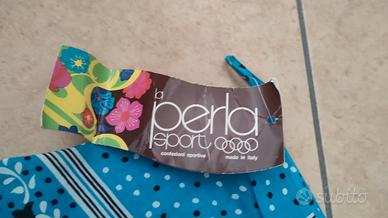 la
perla
sport
confezioni sportive made in Italy
subito